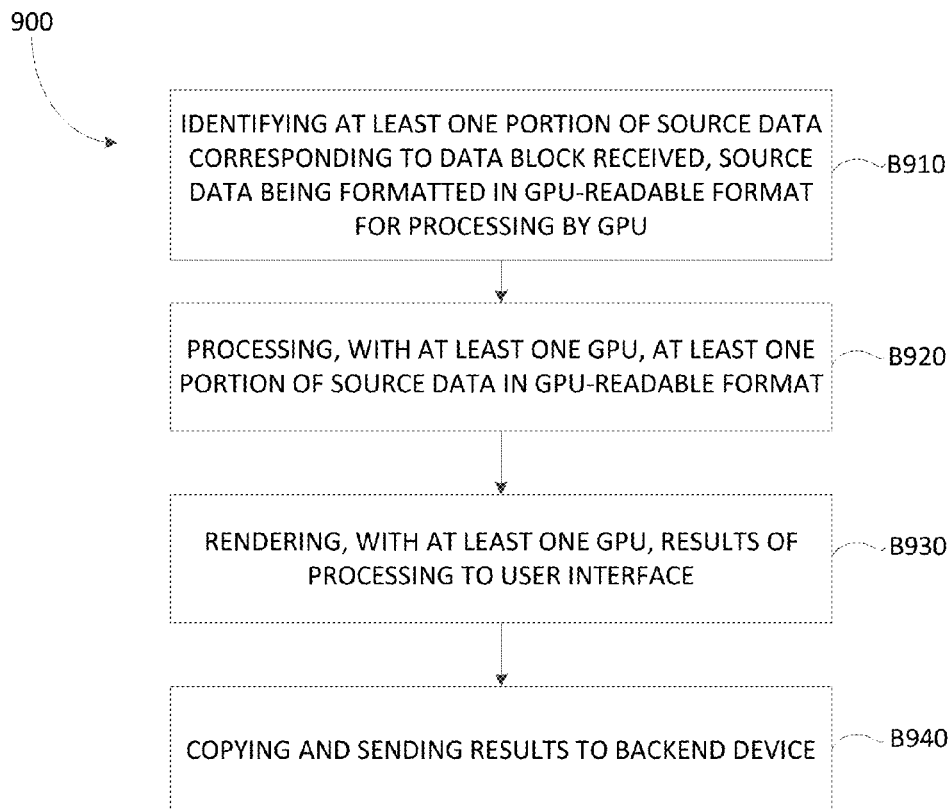 900
IDENTIFYING AT LEAST ONE PORTION OF SOURCE DATA
CORRESPONDING TO DATA BLOCK RECEIVED, SOURCE
DATA BEING FORMATTED IN GPU-READABLE FORMAT
FOR PROCESSING BY GPU
B910
PROCESSING, WITH AT LEAST ONE GPU, AT LEAST ONE
PORTION OF SOURCE DATA IN GPU-READABLE FORMAT
B920
RENDERING, WITH AT LEAST ONE GPU, RESULTS OF
PROCESSING TO USER INTERFACE
B930
COPYING AND SENDING RESULTS TO BACKEND DEVICE
B940